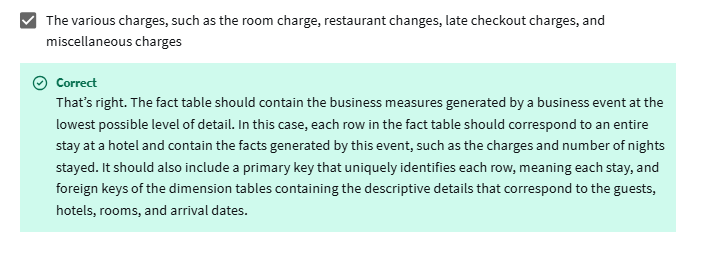 The various charges, such as the room charge, restaurant changes, late checkout charges, and
miscellaneous charges
Correct
That's right. The fact table should contain the business measures generated by a business event at the
lowest possible level of detail. In this case, each row in the fact table should correspond to an entire
stay at a hotel and contain the facts generated by this event, such as the charges and number of nights
stayed. It should also include a primary key that uniquely identifies each row, meaning each stay, and
foreign keys of the dimension tables containing the descriptive details that correspond to the guests,
hotels, rooms, and arrival dates.